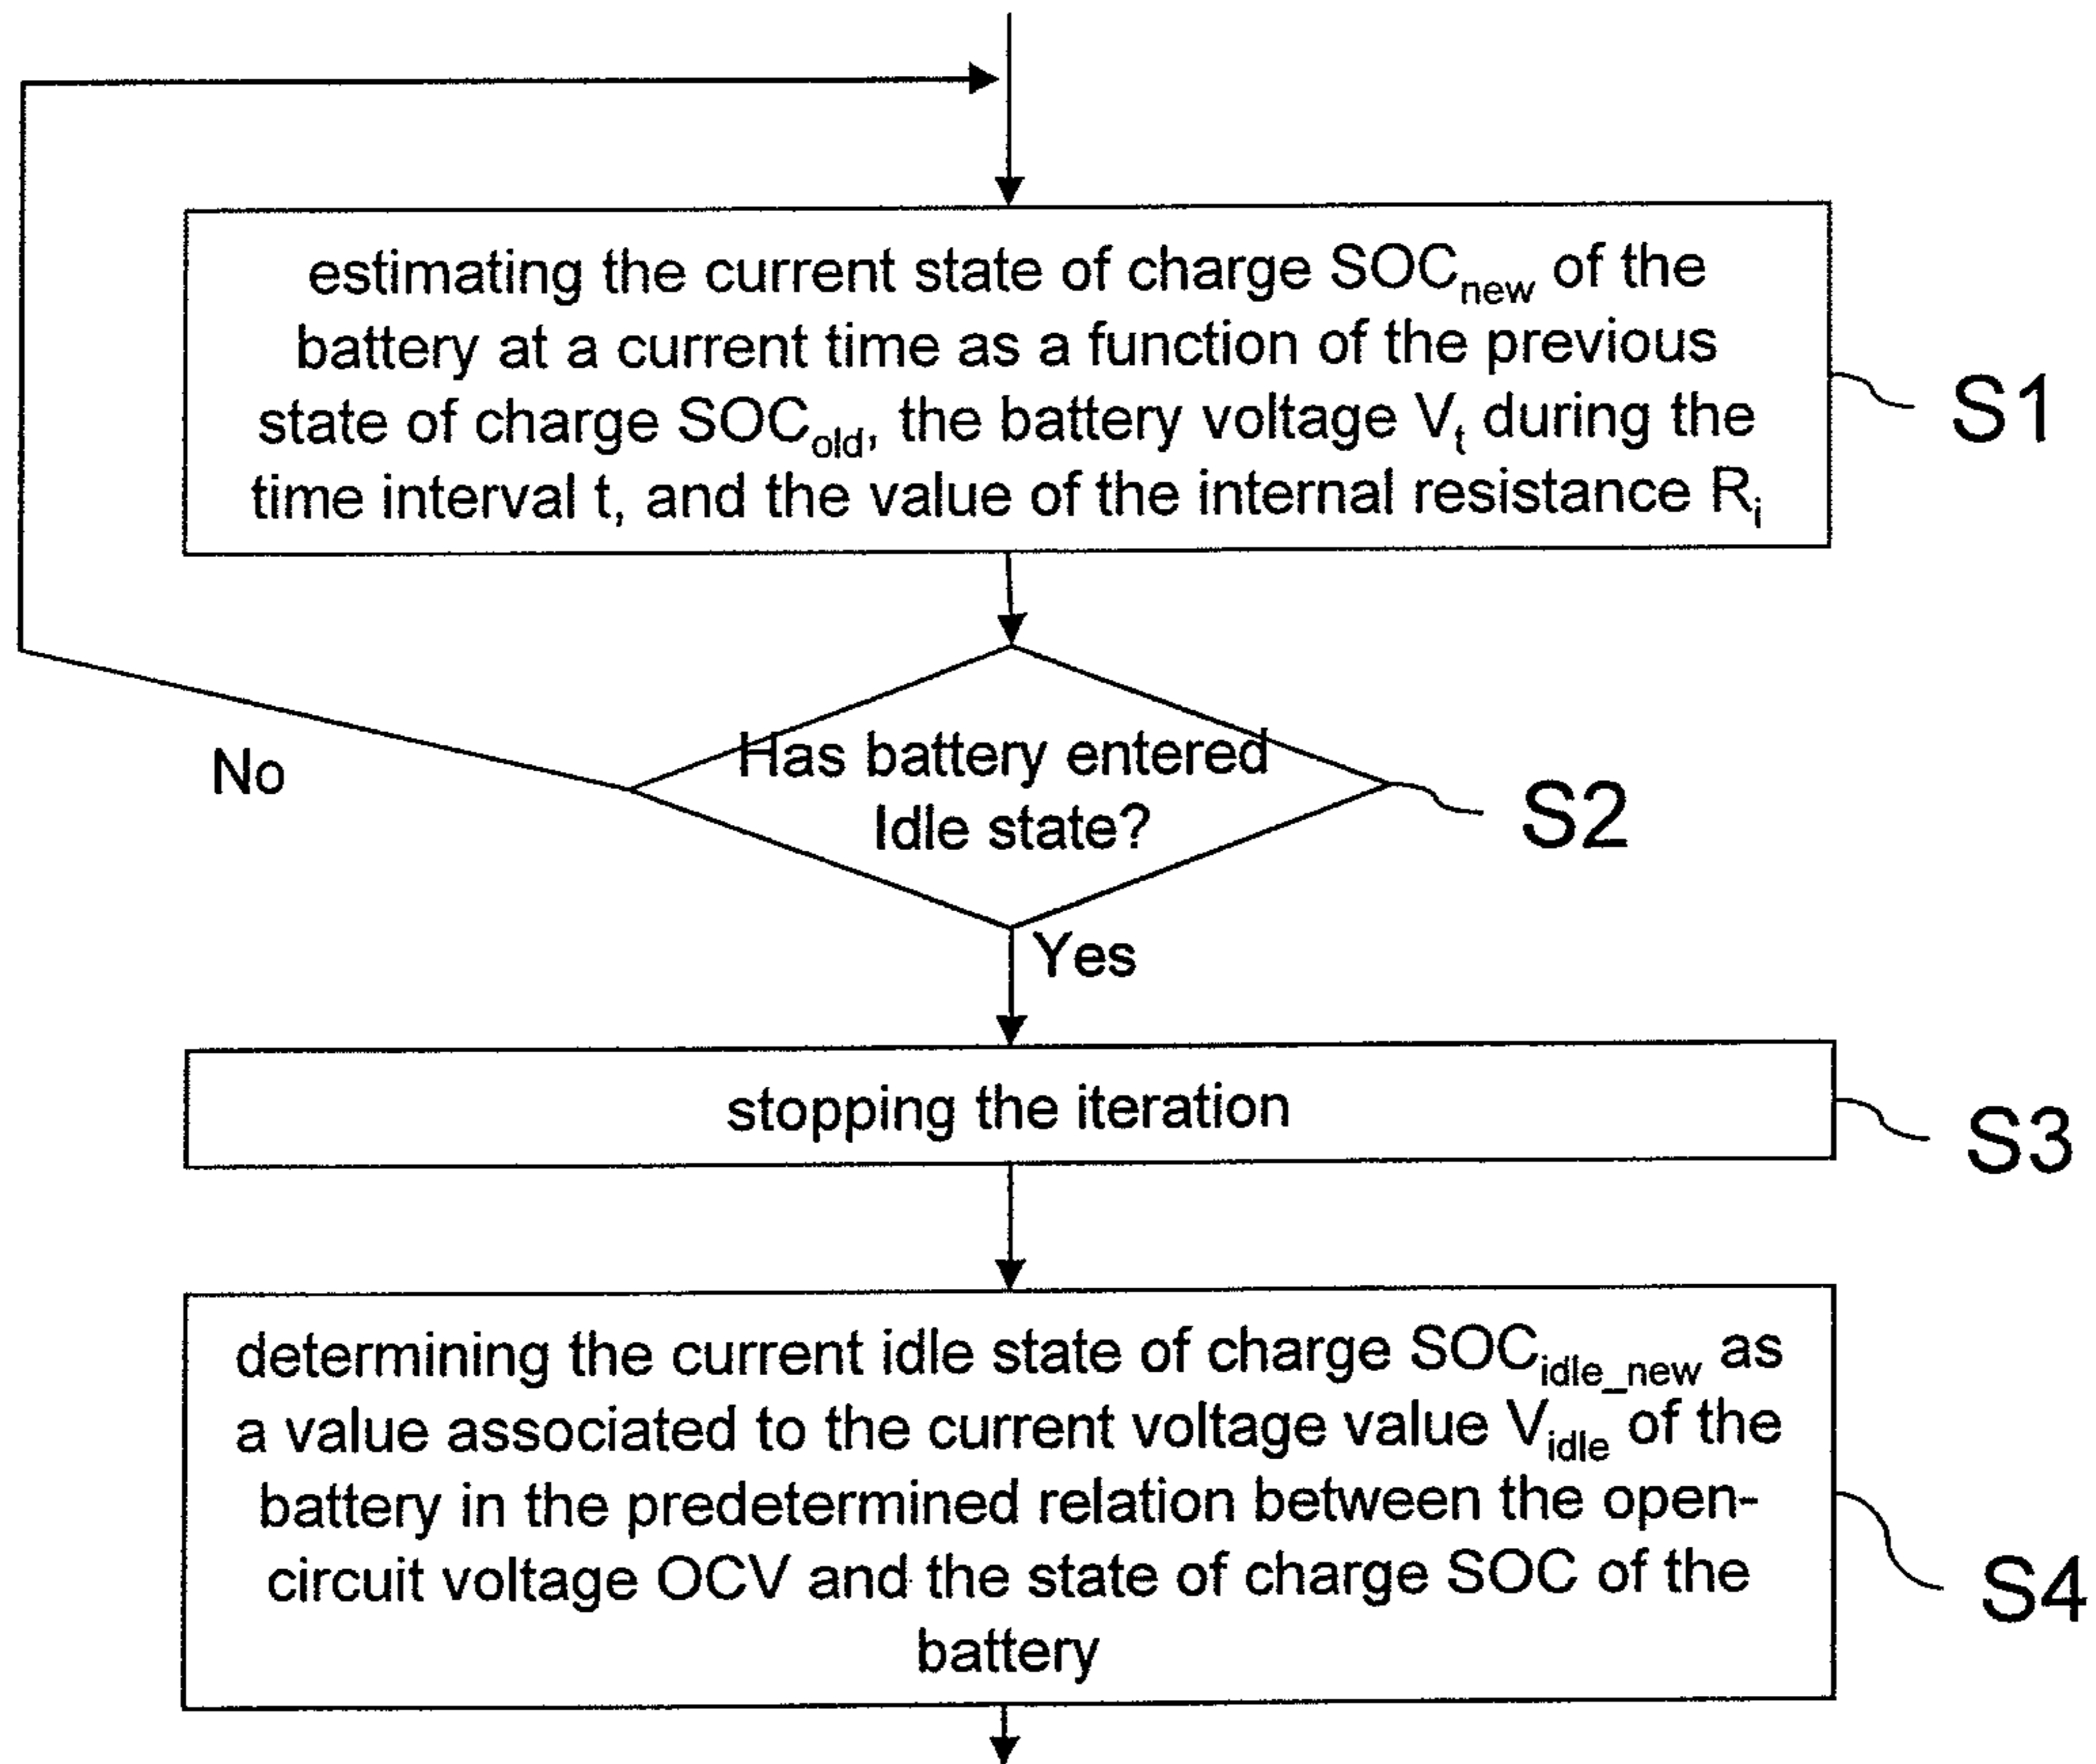 estimating the current state of charge SOCnew of the
battery at a current time as a function of the previous
state of charge SOCold, the battery voltage Vt during the
time interval t, and the value of the internal resistance Ri
S1
Has battery entered
Idle state?
S2
No
Yes
stopping the iteration
S3
determining the current idle state of charge SOCidle_new as
a value associated to the current voltage value Vidle of the
battery in the predetermined relation between the open-
circuit voltage OCV and the state of charge SOC of the
battery
S4